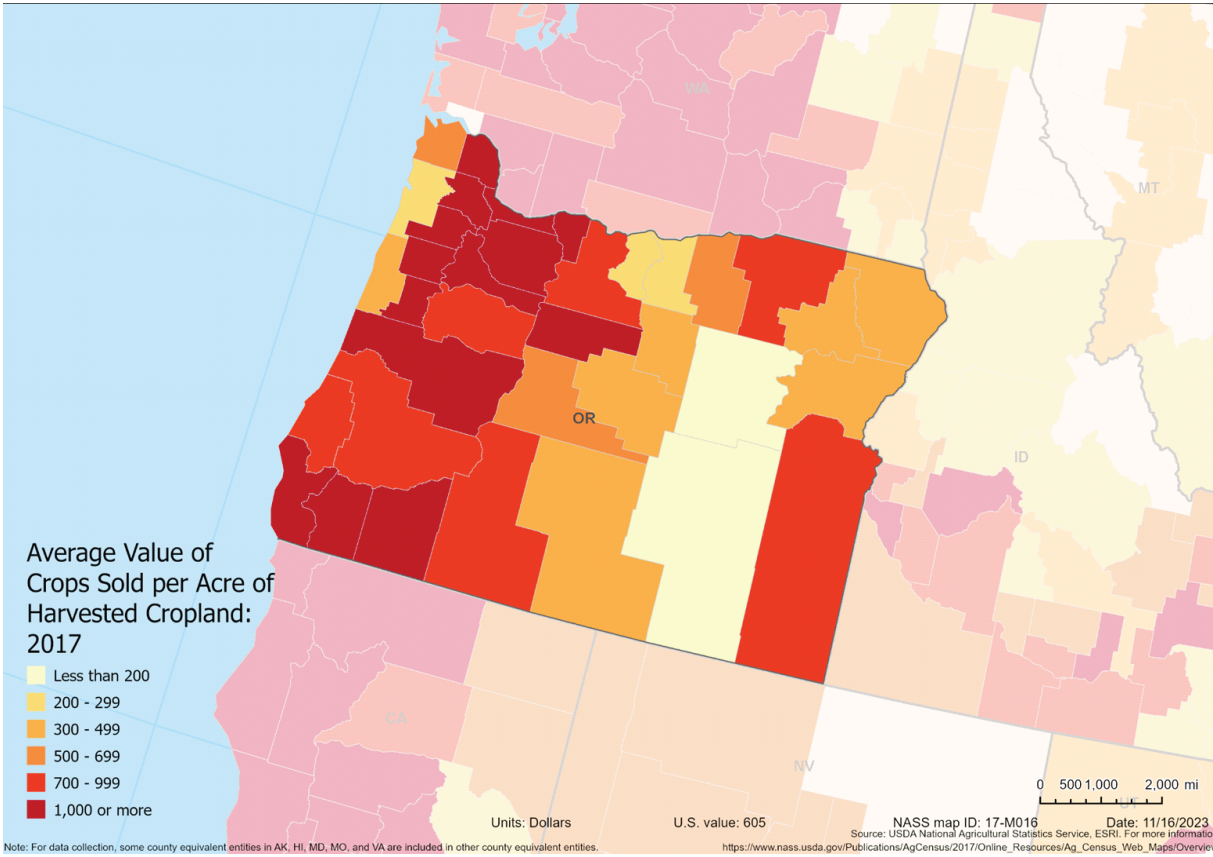 WA
MT
OR
ID
Average Value of
Crops Sold per Acre of
Harvested Cropland:
2017
Less than 200
200 - 299
300 - 499
500 - 699
700 - 999
1,000 or more
CA
NV
UT
0 500 1,000 2,000 mi
Units: Dollars U.S. value: 605 NASS map ID: 17-M016 Date: 11/16/2023
Source: USDA National Agricultural Statistics Service, ESRI. For more informatio
Note: For data collection, some county equivalent entities in AK, HI, MD, MO, and VA are included in other county equivalent entities. https://www.nass.usda.gov/Publications/AgCensus/2017/Online_Resources/Ag_Census_Web_Maps/Overvie